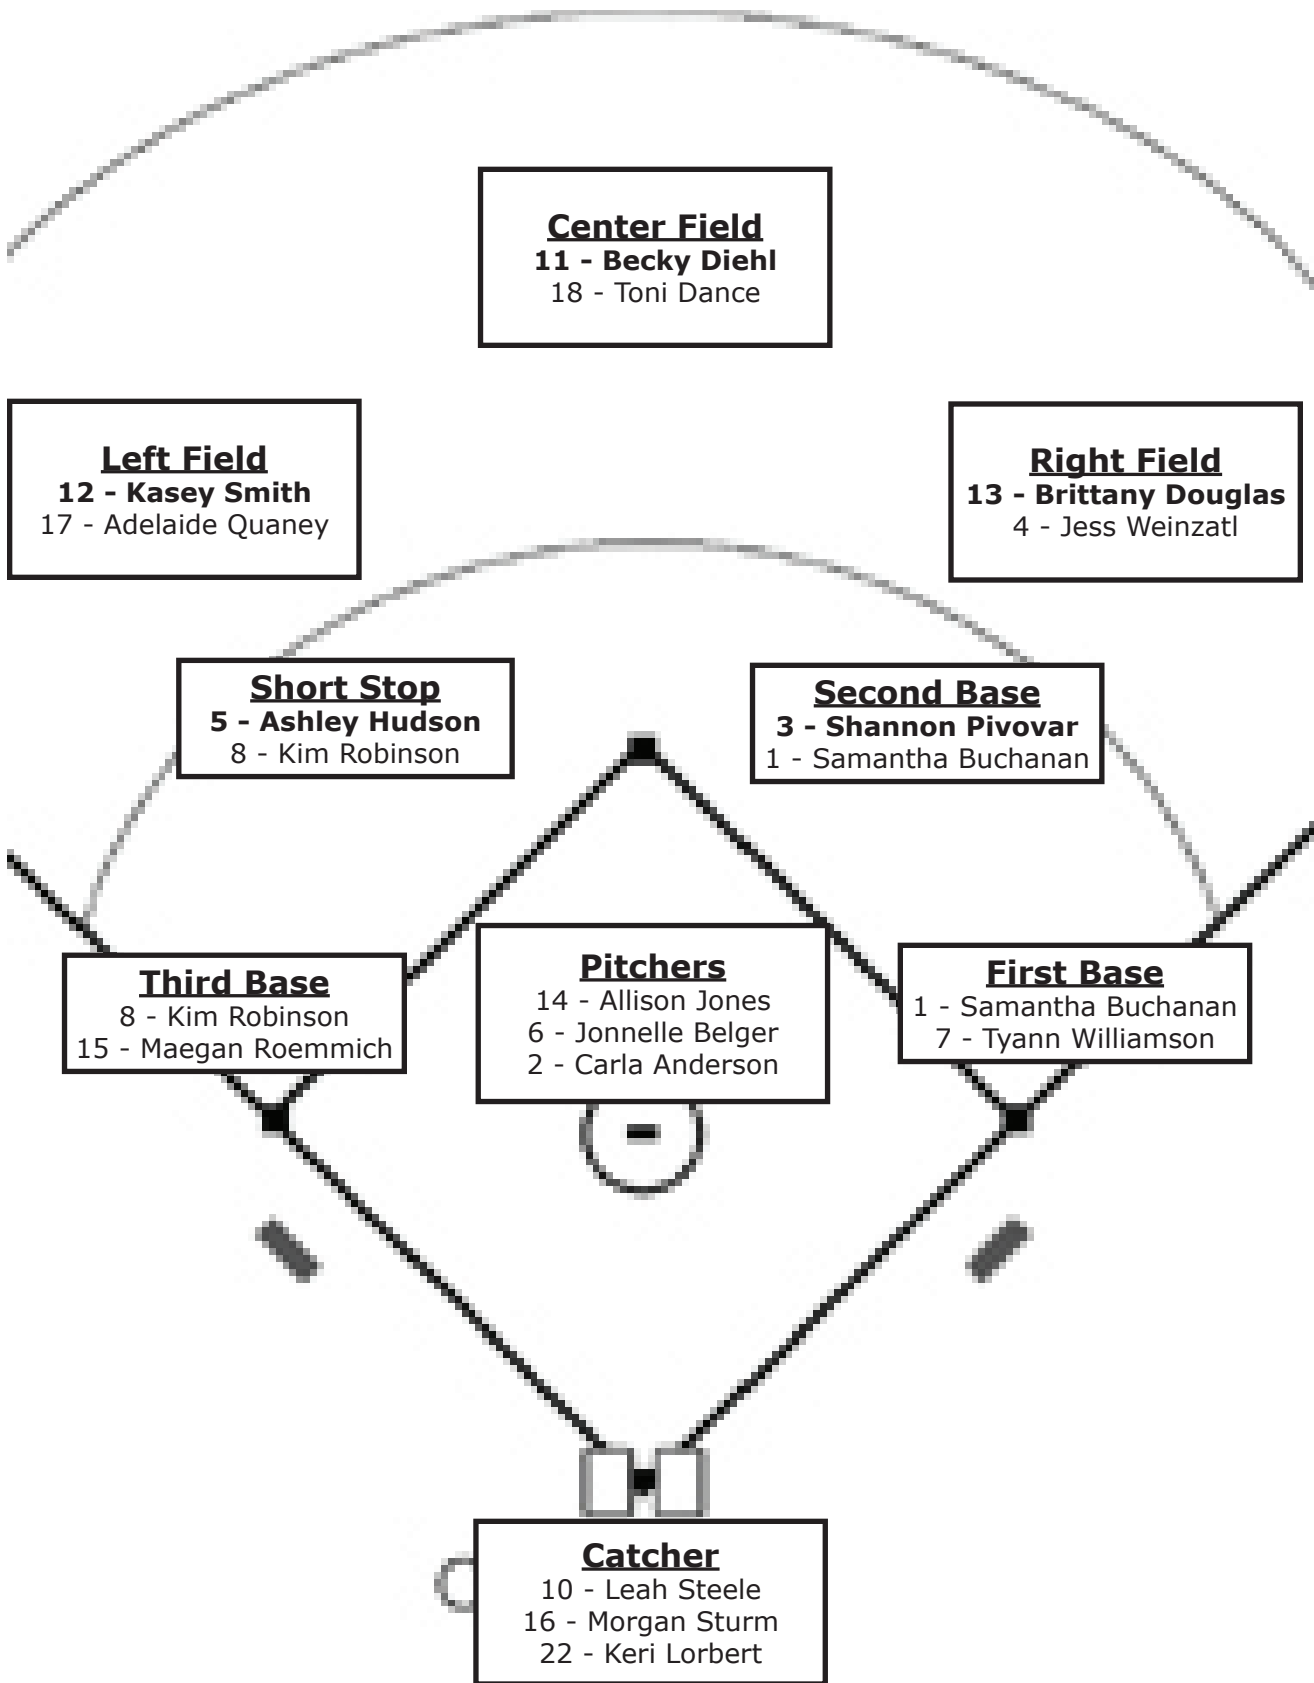 Center Field
11 - Becky Diehl
18 - Toni Dance
Left Field
12 - Kasey Smith
17 - Adelaide Quaney
Right Field
13 - Brittany Douglas
4 - Jess Weinzatl
Short Stop
5 - Ashley Hudson
8 - Kim Robinson
Second Base
3 - Shannon Pivovar
1 - Samantha Buchanan
Third Base
8 - Kim Robinson
15 - Maegan Roemmich
Pitchers
14 - Allison Jones
6 - Jonnelle Belger
2 - Carla Anderson
First Base
1 - Samantha Buchanan
7 - Tyann Williamson
Catcher
10 - Leah Steele
16 - Morgan Sturm
22 - Keri Lorbert